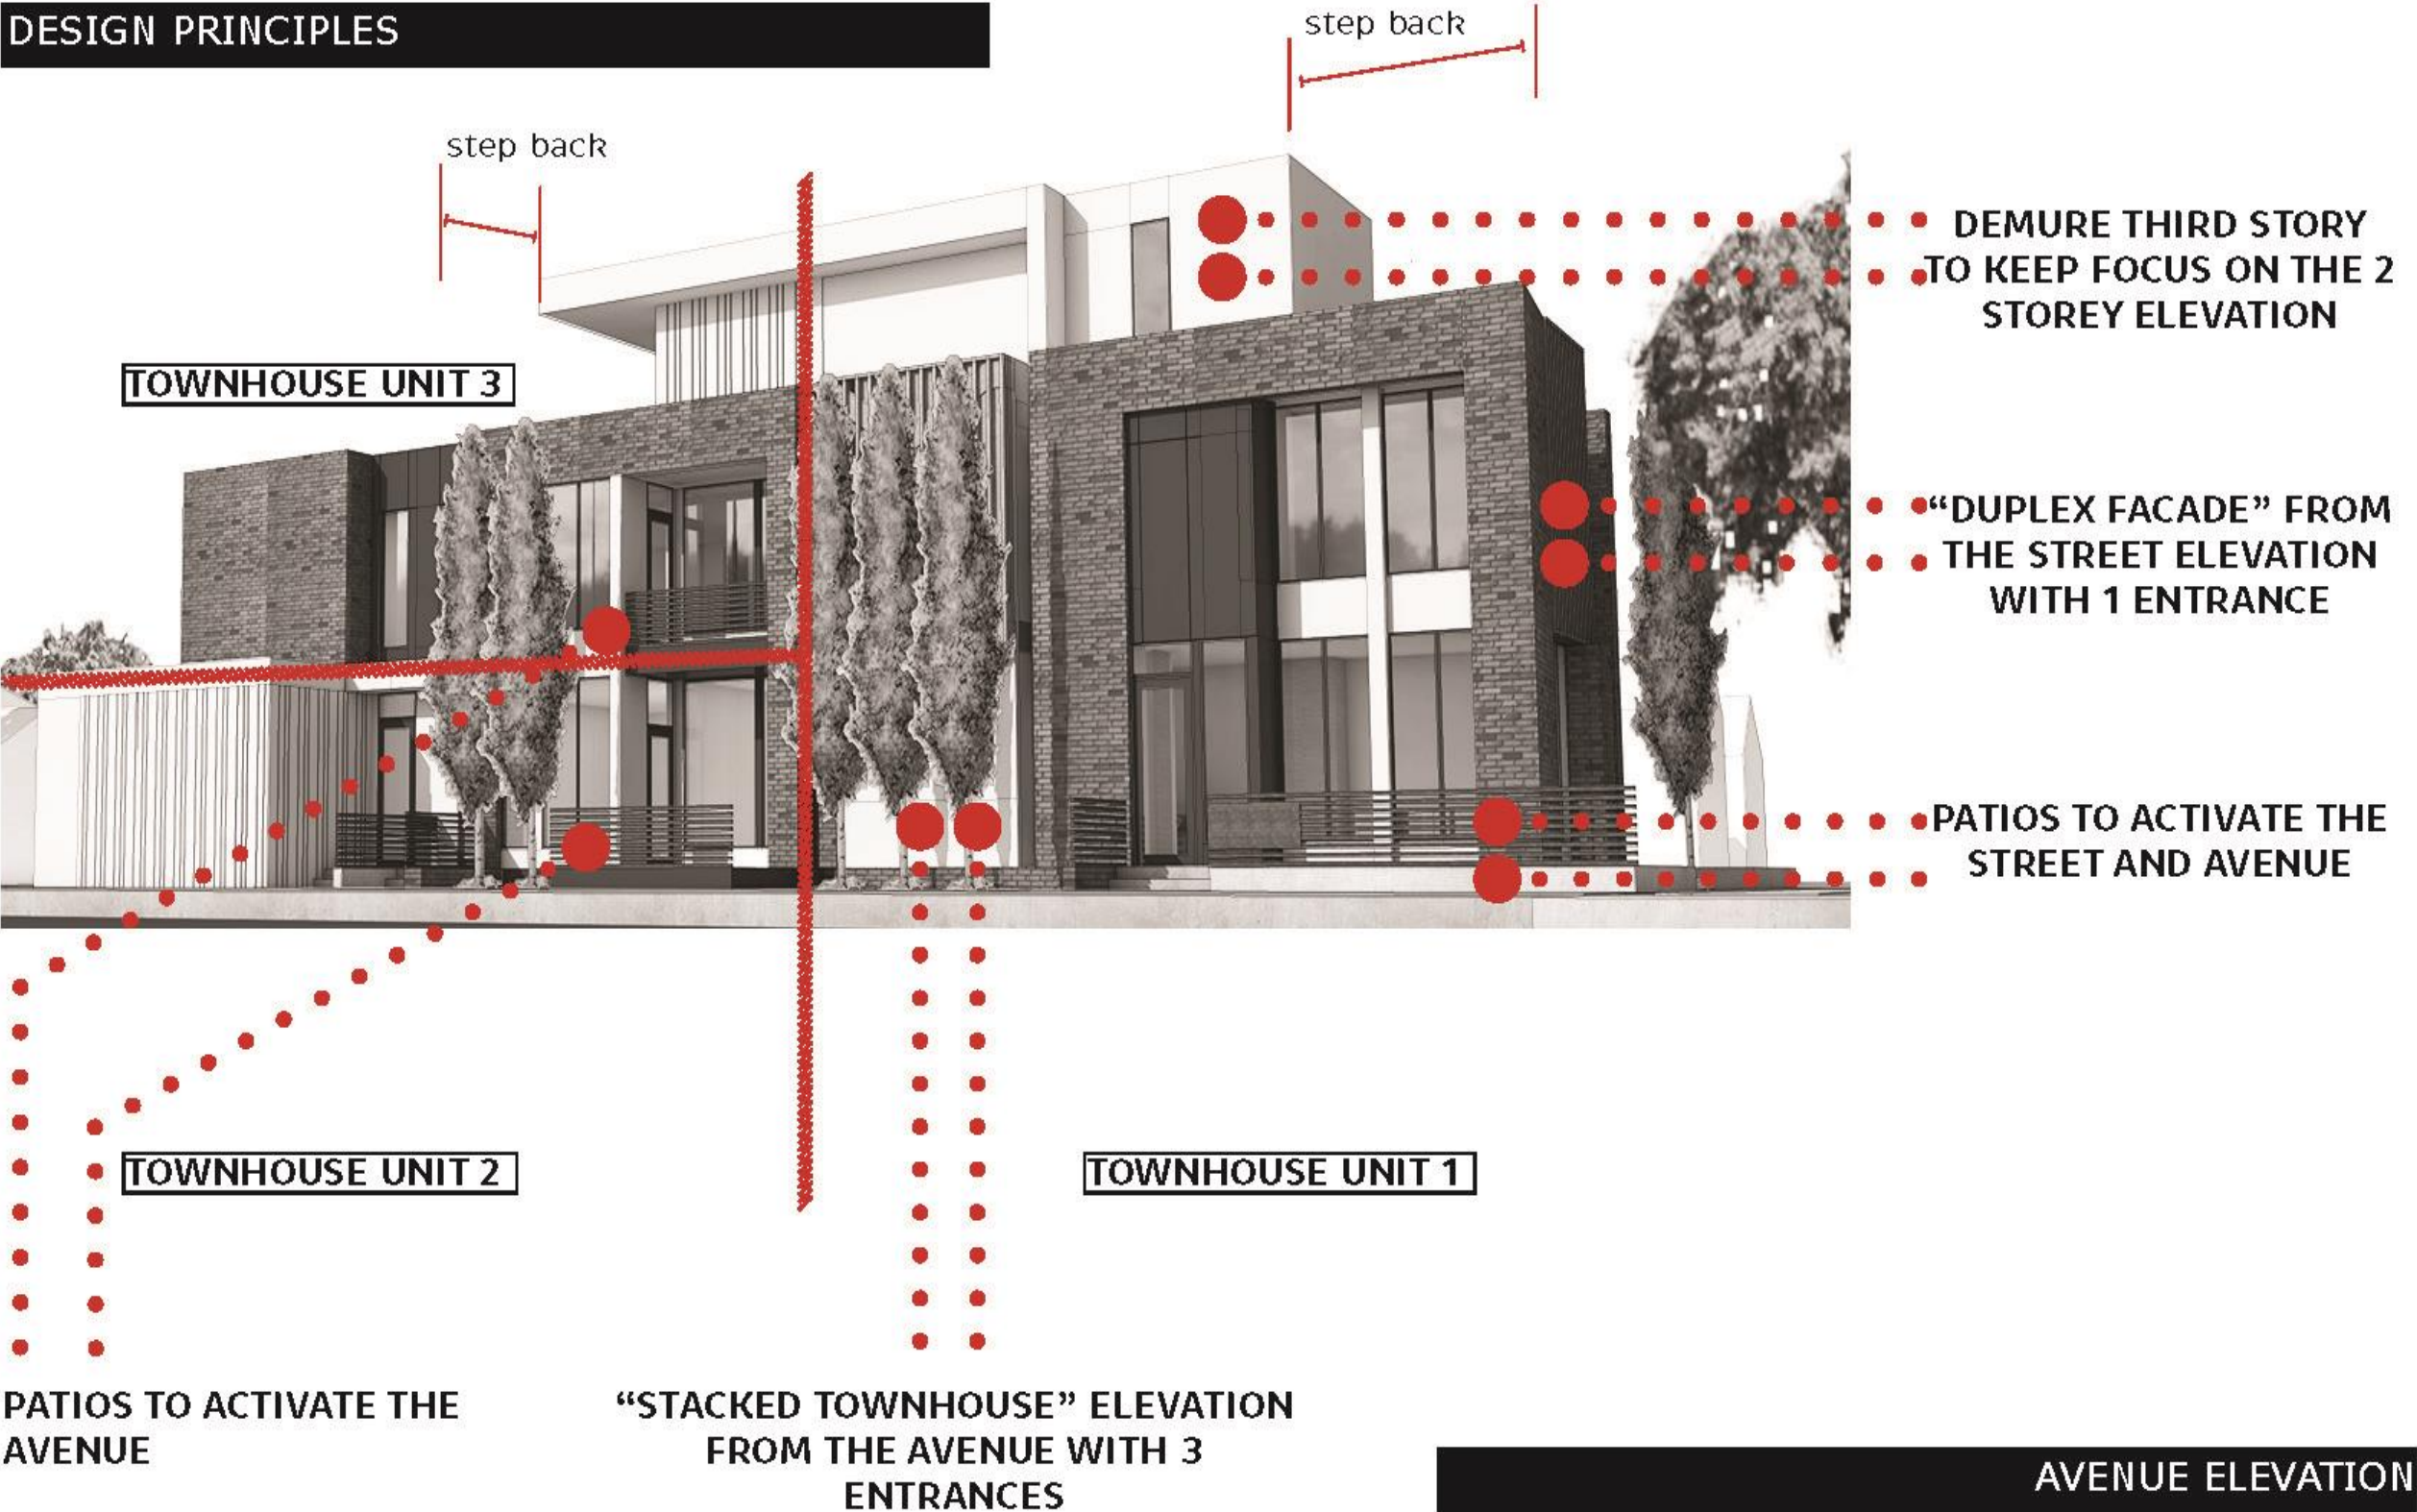 DESIGN PRINCIPLES
step back
step back
DEMURE THIRD STORY
TO KEEP FOCUS ON THE 2
STOREY ELEVATION
TOWNHOUSE UNIT 3
“DUPLEX FACADE” FROM
THE STREET ELEVATION
WITH 1 ENTRANCE
PATIOS TO ACTIVATE THE
STREET AND AVENUE
TOWNHOUSE UNIT 2
TOWNHOUSE UNIT 1
PATIOS TO ACTIVATE THE
AVENUE
“STACKED TOWNHOUSE” ELEVATION
FROM THE AVENUE WITH 3
ENTRANCES
AVENUE ELEVATION